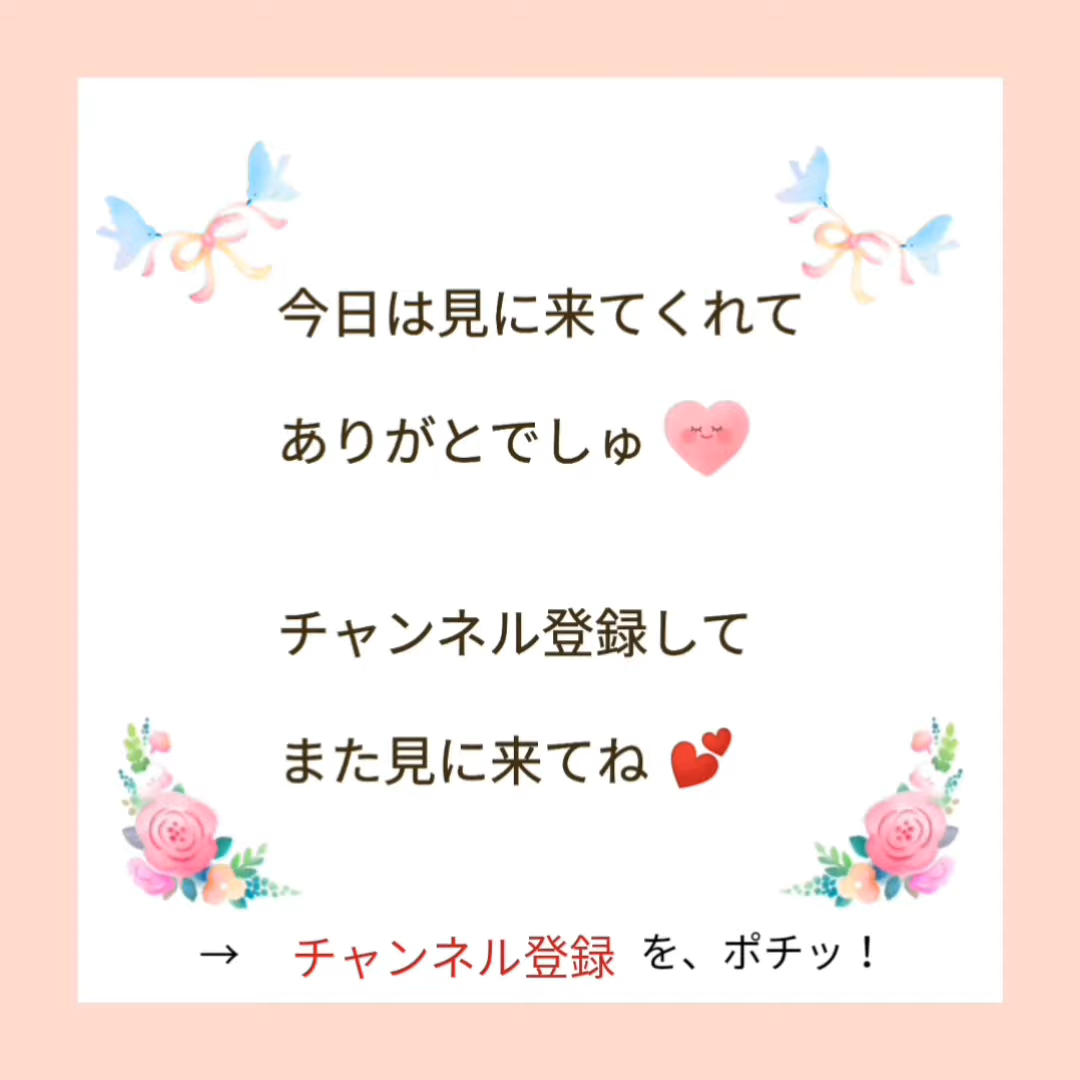 今日は見に来てくれて
ありがとでしゅ
チャンネル登録して
また見に来てね 💕
→ チャンネル登録 を、ポチッ！